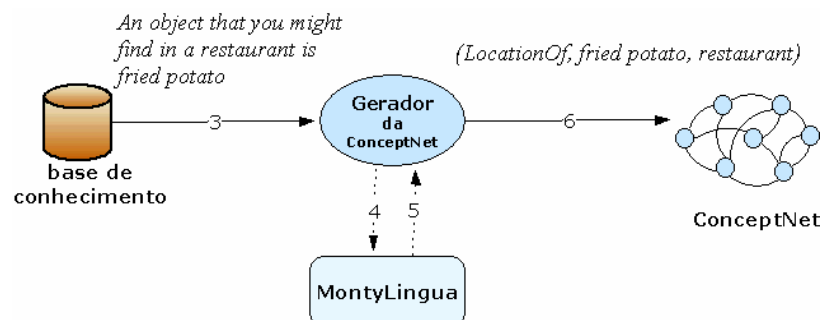 An object that you might
find in a restaurant is
fried potato
(LocationOf, fried potato, restaurant)
Gerador
da
ConceptNet
3
6
base de
conhecimento
4
5
ConceptNet
MontyLingua